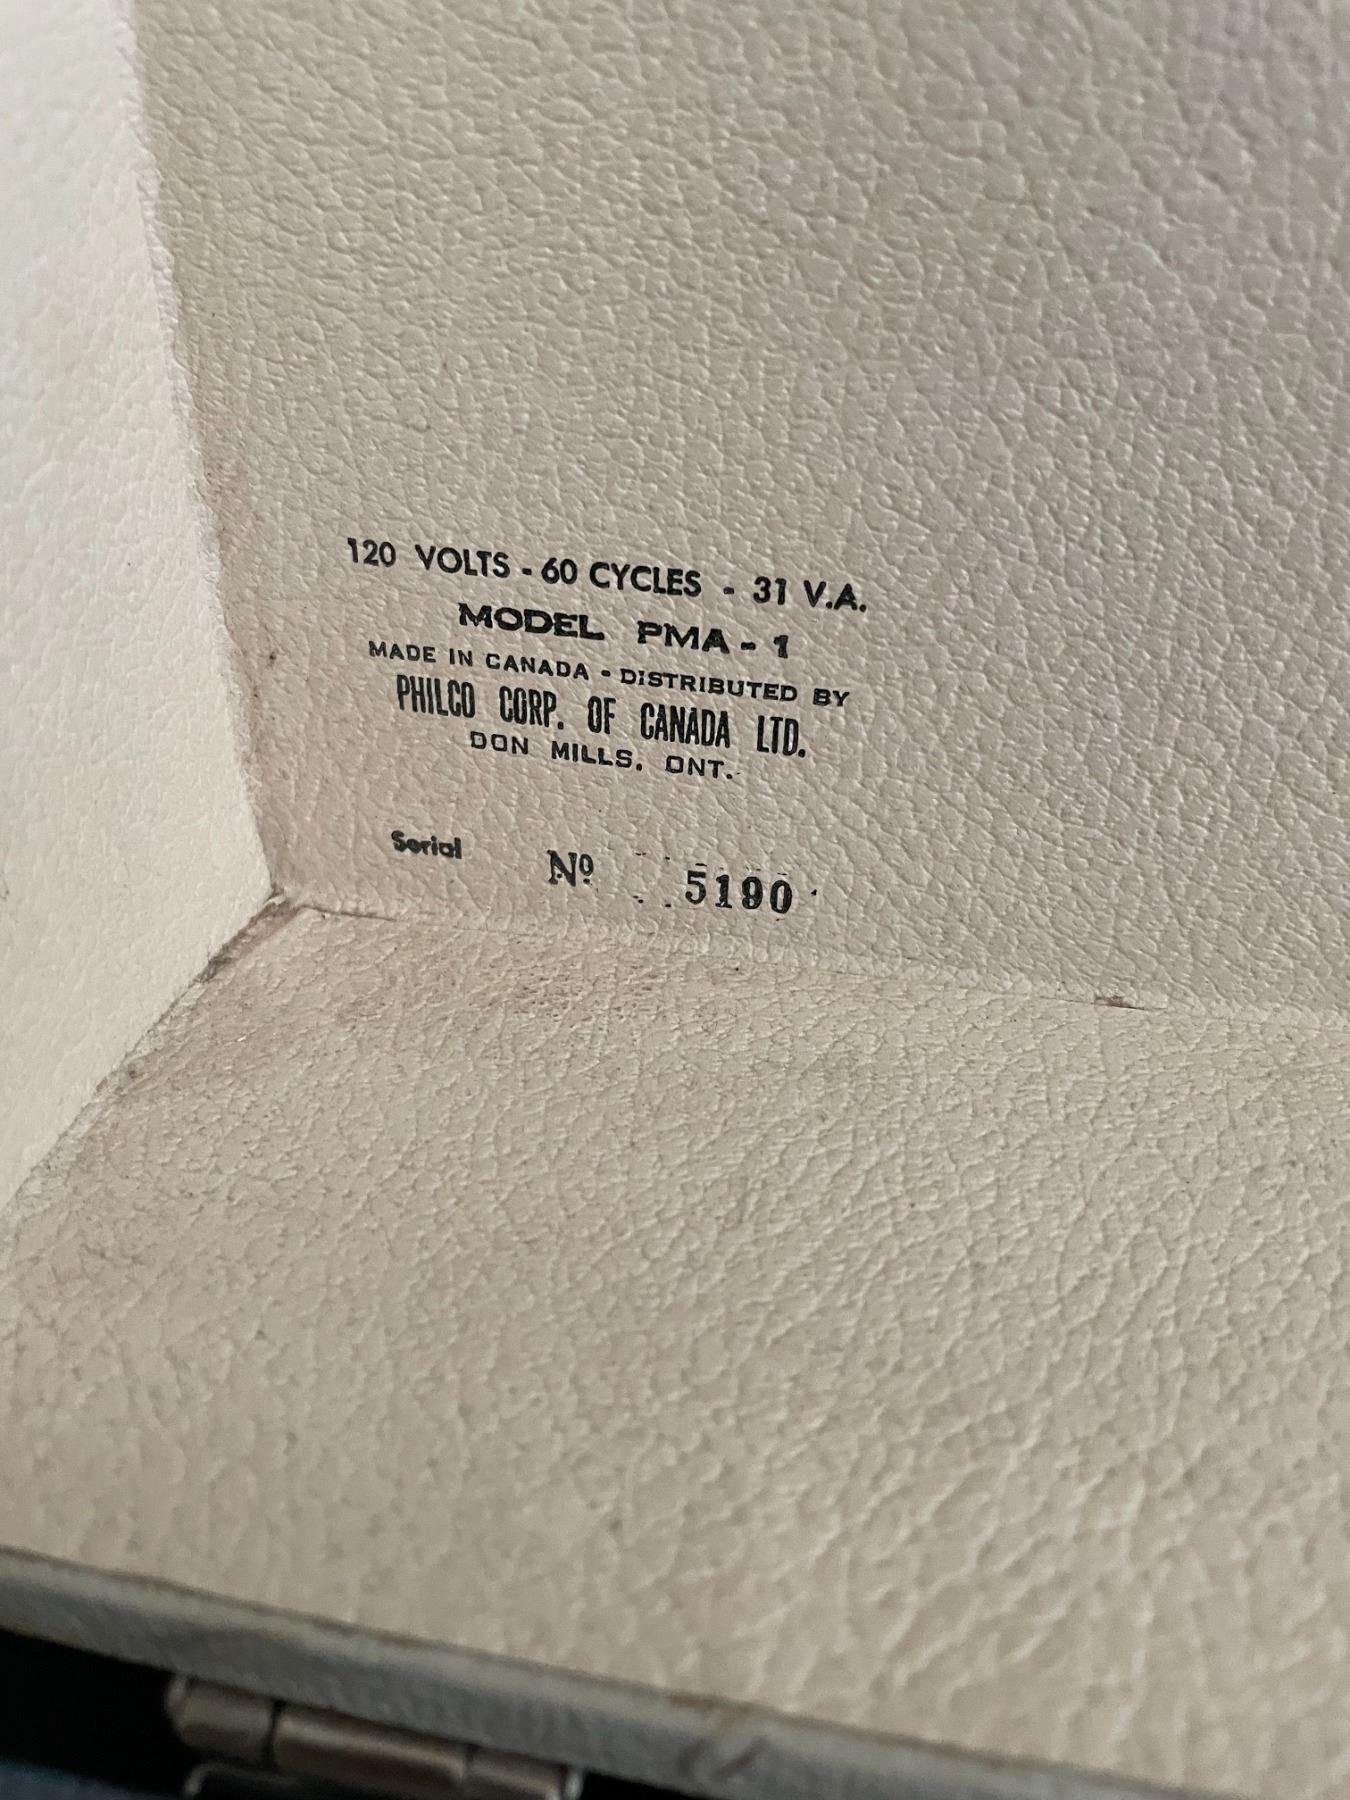 120 VOLTS - 60 CYCLES - 31 V.A.
MODEL PMA - 1
MADE IN CANADA - DISTRIBUTED BY
PHILCO CORP. OF CANADA LTD.
DON MILLS, ONT.
Serial Nº 5190